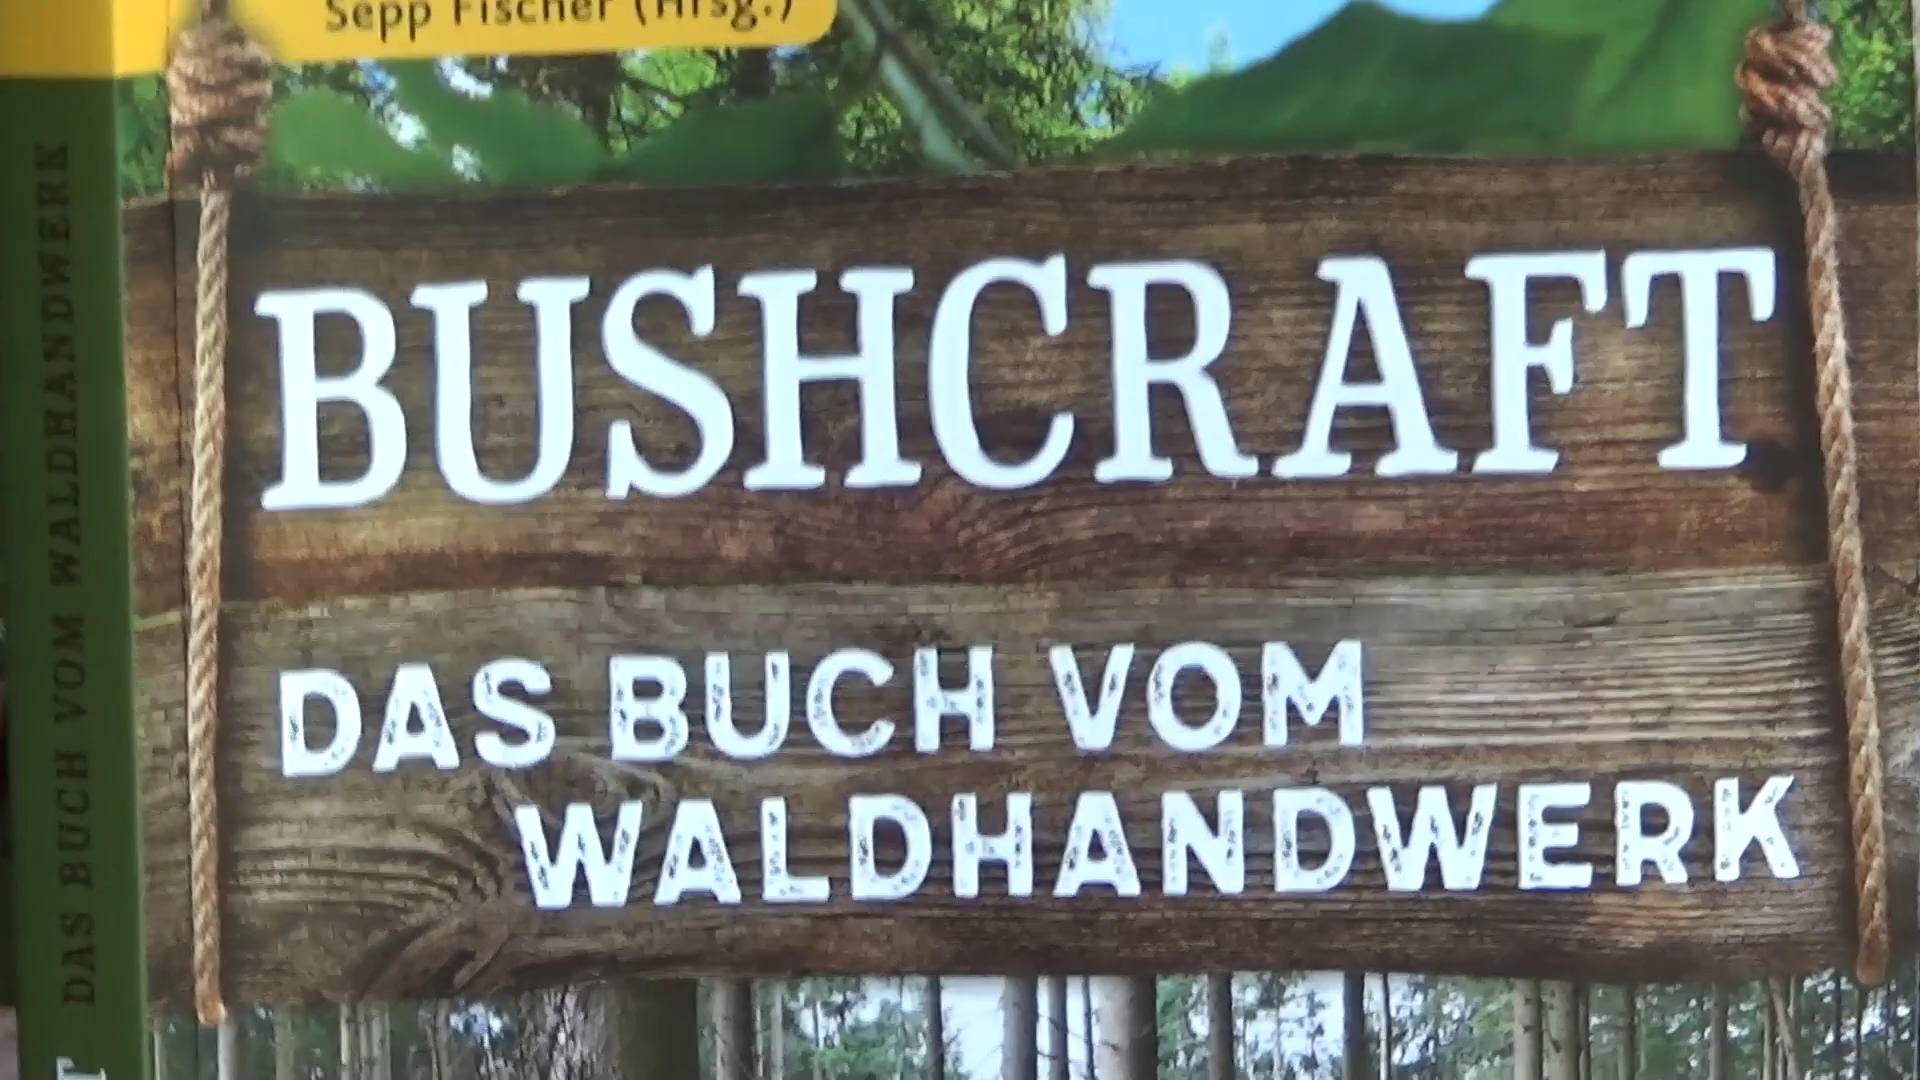 Sepp Fischer (Hrsg.)
BUSHCRAFT
DAS BUCH VOM
WALDHANDWERK
DAS BUCH VOM WALDHANDWERK
T